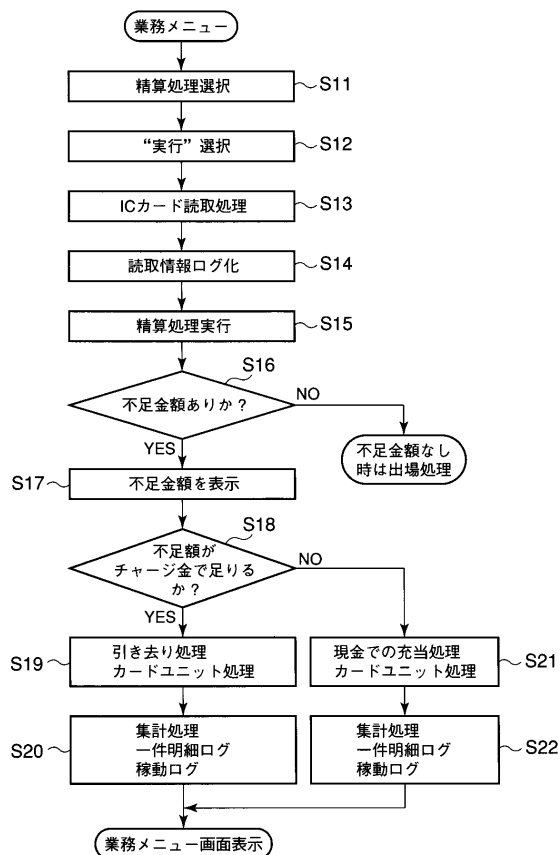 業務メニュー
精算処理選択
S11
“実行”選択
S12
ICカード読取処理
S13
読取情報ログ化
S14
精算処理実行
S15
S16
不足金額ありか？
NO
YES
不足金額なし
時は出場処理
S17
不足金額を表示
S18
不足額が
チャージ金で足りる
か？
NO
YES
S19
引き去り処理
カードユニット処理
現金での充当処理
カードユニット処理
S21
S20
集計処理
一件明細ログ
稼動ログ
集計処理
一件明細ログ
稼動ログ
S22
業務メニュー画面表示